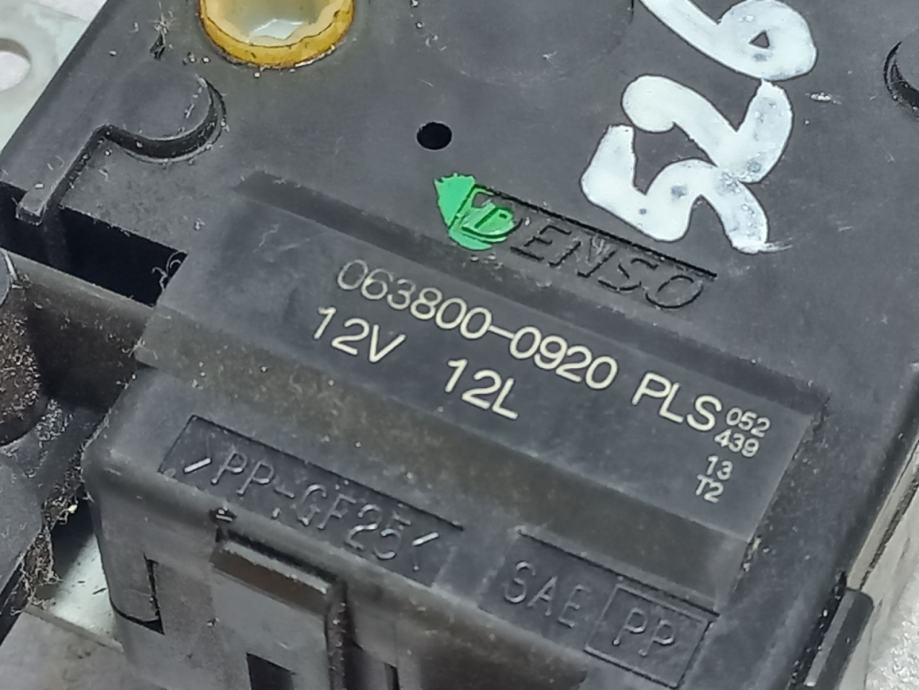 526
DENSO
063800-0920 PLS
12V 12L
052
439
13
T2
>PP-GF25<
SAE PP